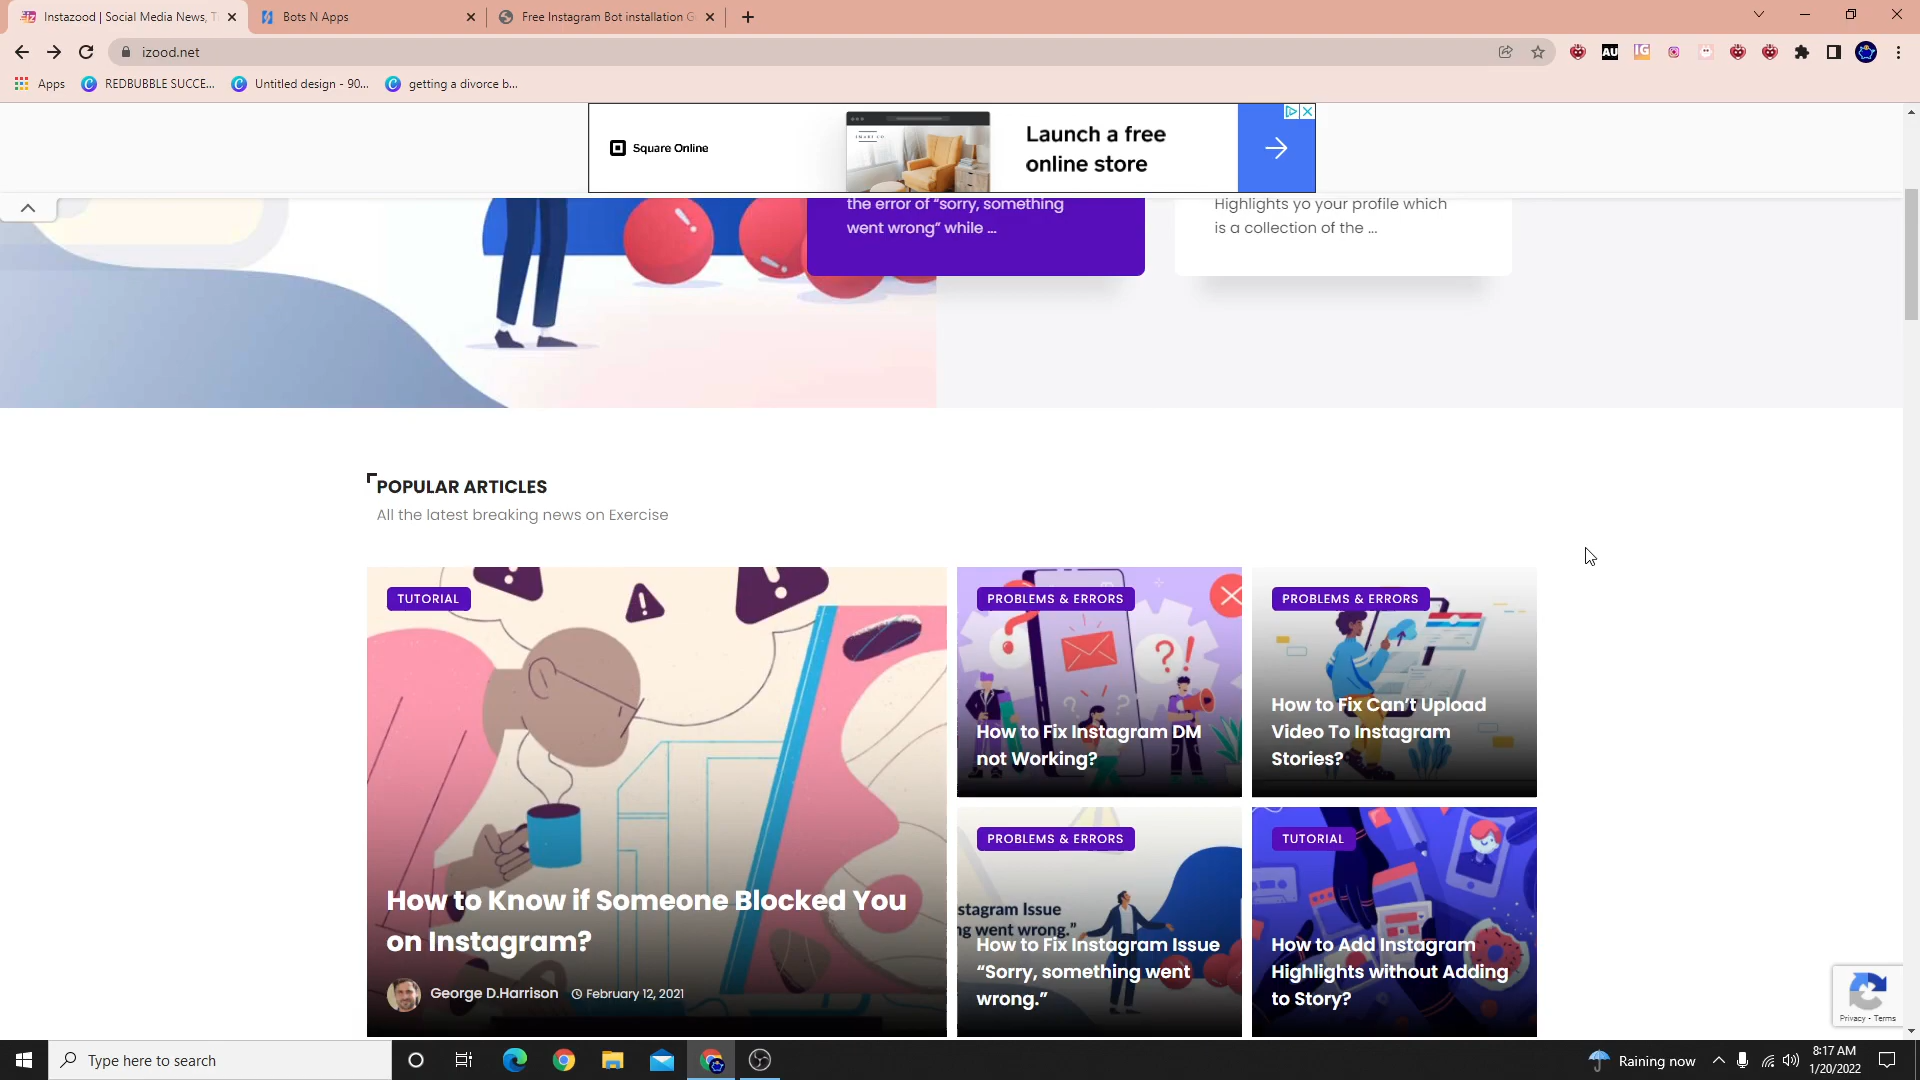 Instazood | Social Media News, T
Bots N Apps
Free Instagram Bot installation G
izood.net
Apps
REDBUBBLE SUCCE...
Untitled design - 90...
getting a divorce b...
Square Online
Launch a free
online store
the error of “sorry, something
went wrong” while ...
Highlights yo your profile which
is a collection of the ...
POPULAR ARTICLES
All the latest breaking news on Exercise
TUTORIAL
How to Know if Someone Blocked You
on Instagram?
George D.Harrison
February 12, 2021
PROBLEMS & ERRORS
How to Fix Instagram DM
not Working?
PROBLEMS & ERRORS
How to Fix Can’t Upload
Video To Instagram
Stories?
PROBLEMS & ERRORS
stagram Issue
ng went wrong.”
How to Fix Instagram Issue
“Sorry, something went
wrong.”
TUTORIAL
How to Add Instagram
Highlights without Adding
to Story?
Privacy - Terms
Type here to search
Raining now
8:17 AM
1/20/2022